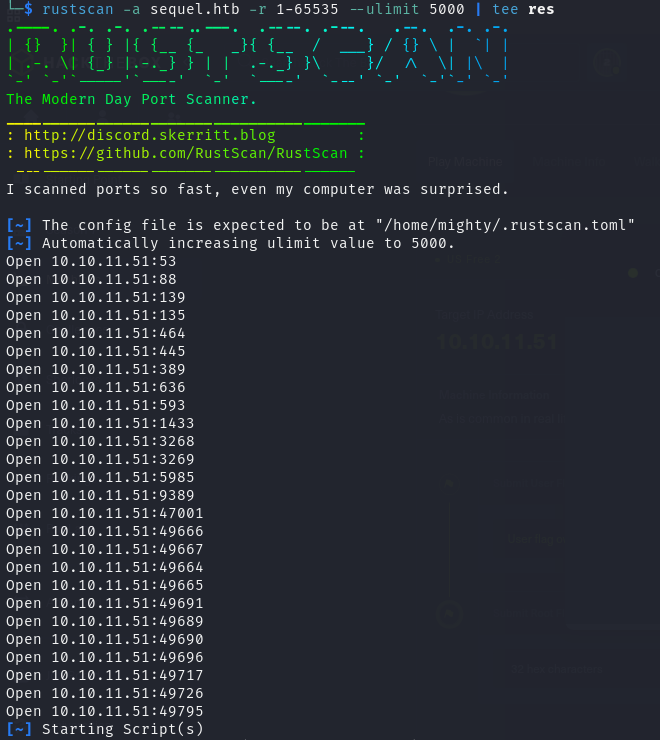 └─$ rustscan -a sequel.htb -r 1-65535 --ulimit 5000 | tee res
RUSTSCAN
The Modern Day Port Scanner.
: http://discord.skerritt.blog :
: https://github.com/RustScan/RustScan :
I scanned ports so fast, even my computer was surprised.
[~] The config file is expected to be at "/home/mighty/.rustscan.toml"
[~] Automatically increasing ulimit value to 5000.
Open 10.10.11.51:53
Open 10.10.11.51:88
Open 10.10.11.51:139
Open 10.10.11.51:135
Open 10.10.11.51:464
Open 10.10.11.51:445
Open 10.10.11.51:389
Open 10.10.11.51:636
Open 10.10.11.51:593
Open 10.10.11.51:1433
Open 10.10.11.51:3268
Open 10.10.11.51:3269
Open 10.10.11.51:5985
Open 10.10.11.51:9389
Open 10.10.11.51:47001
Open 10.10.11.51:49666
Open 10.10.11.51:49667
Open 10.10.11.51:49664
Open 10.10.11.51:49665
Open 10.10.11.51:49691
Open 10.10.11.51:49689
Open 10.10.11.51:49690
Open 10.10.11.51:49696
Open 10.10.11.51:49717
Open 10.10.11.51:49726
Open 10.10.11.51:49795
[~] Starting Script(s)
10.10.11.51